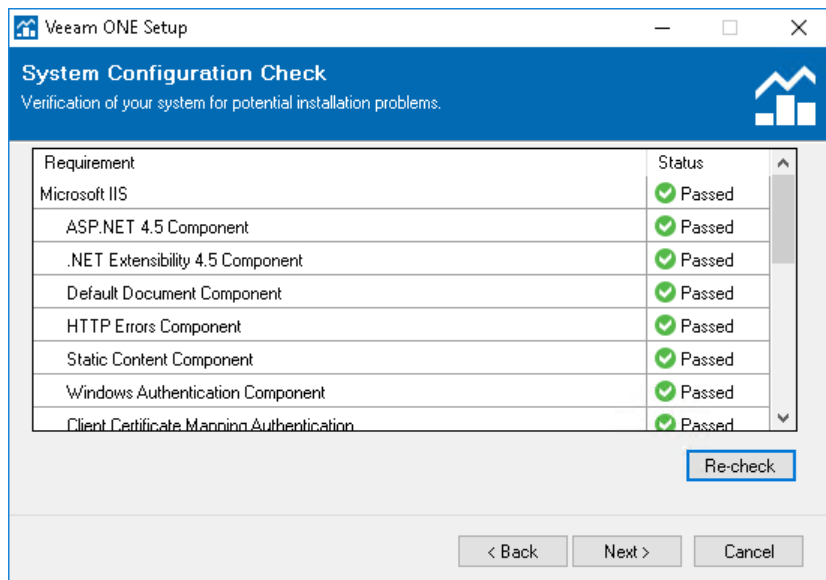 Veeam ONE Setup
System Configuration Check
Verification of your system for potential installation problems.
Requirement Status
Microsoft IIS Passed
ASP.NET 4.5 Component Passed
.NET Extensibility 4.5 Component Passed
Default Document Component Passed
HTTP Errors Component Passed
Static Content Component Passed
Windows Authentication Component Passed
Client Certificate Mapping Authentication Passed
Re-check
< Back Next > Cancel